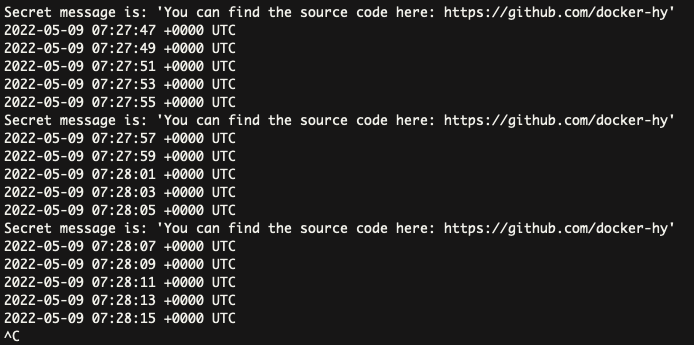 Secret message is: 'You can find the source code here: https://github.com/docker-hy'
2022-05-09 07:27:47 +0000 UTC
2022-05-09 07:27:49 +0000 UTC
2022-05-09 07:27:51 +0000 UTC
2022-05-09 07:27:53 +0000 UTC
2022-05-09 07:27:55 +0000 UTC
Secret message is: 'You can find the source code here: https://github.com/docker-hy'
2022-05-09 07:27:57 +0000 UTC
2022-05-09 07:27:59 +0000 UTC
2022-05-09 07:28:01 +0000 UTC
2022-05-09 07:28:03 +0000 UTC
2022-05-09 07:28:05 +0000 UTC
Secret message is: 'You can find the source code here: https://github.com/docker-hy'
2022-05-09 07:28:07 +0000 UTC
2022-05-09 07:28:09 +0000 UTC
2022-05-09 07:28:11 +0000 UTC
2022-05-09 07:28:13 +0000 UTC
2022-05-09 07:28:15 +0000 UTC
^C